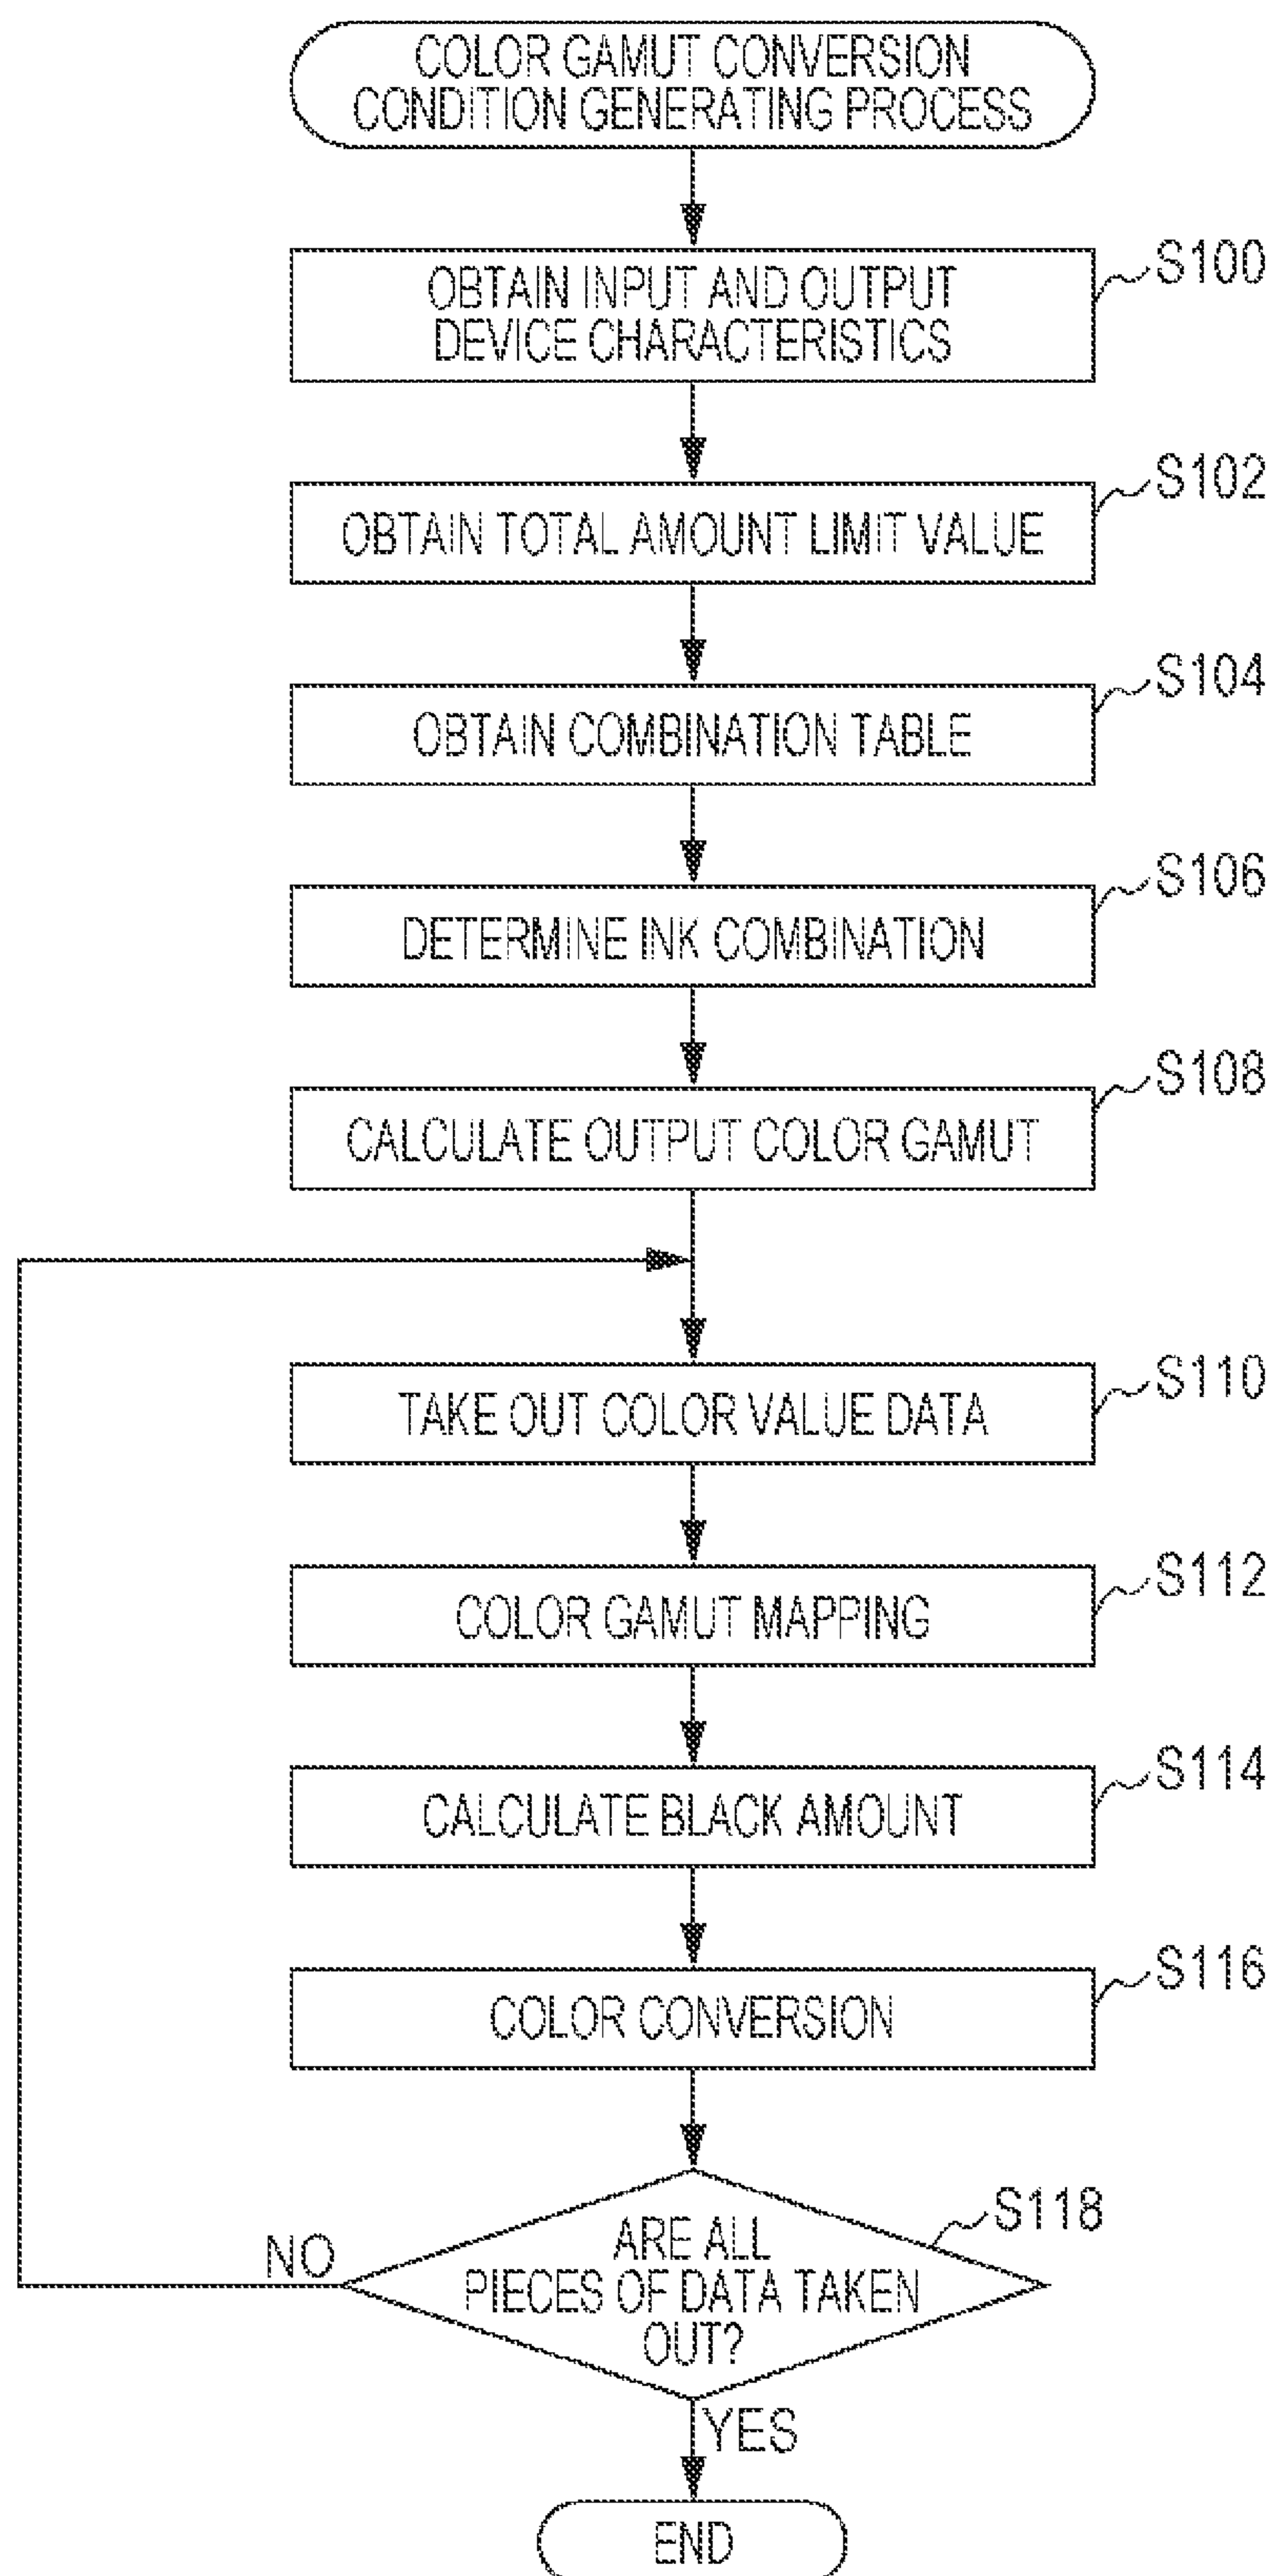 COLOR GAMUT CONVERSION
CONDITION GENERATING PROCESS
OBTAIN INPUT AND OUTPUT
DEVICE CHARACTERISTICS
S100
OBTAIN TOTAL AMOUNT LIMIT VALUE
S102
OBTAIN COMBINATION TABLE
S104
DETERMINE INK COMBINATION
S106
CALCULATE OUTPUT COLOR GAMUT
S108
TAKE OUT COLOR VALUE DATA
S110
COLOR GAMUT MAPPING
S112
CALCULATE BLACK AMOUNT
S114
COLOR CONVERSION
S116
ARE ALL
PIECES OF DATA TAKEN
OUT?
S118
NO
YES
END